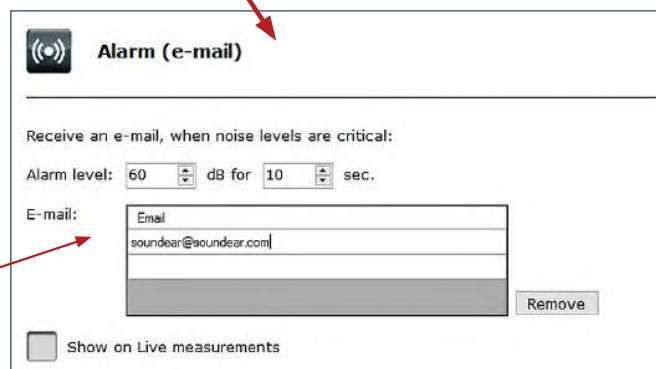 Alarm (e-mail)
Receive an e-mail, when noise levels are critical:
Alarm level: 60 dB for 10 sec.
E-mail:
Email
soundear@soundear.com
Remove
Show on Live measurements